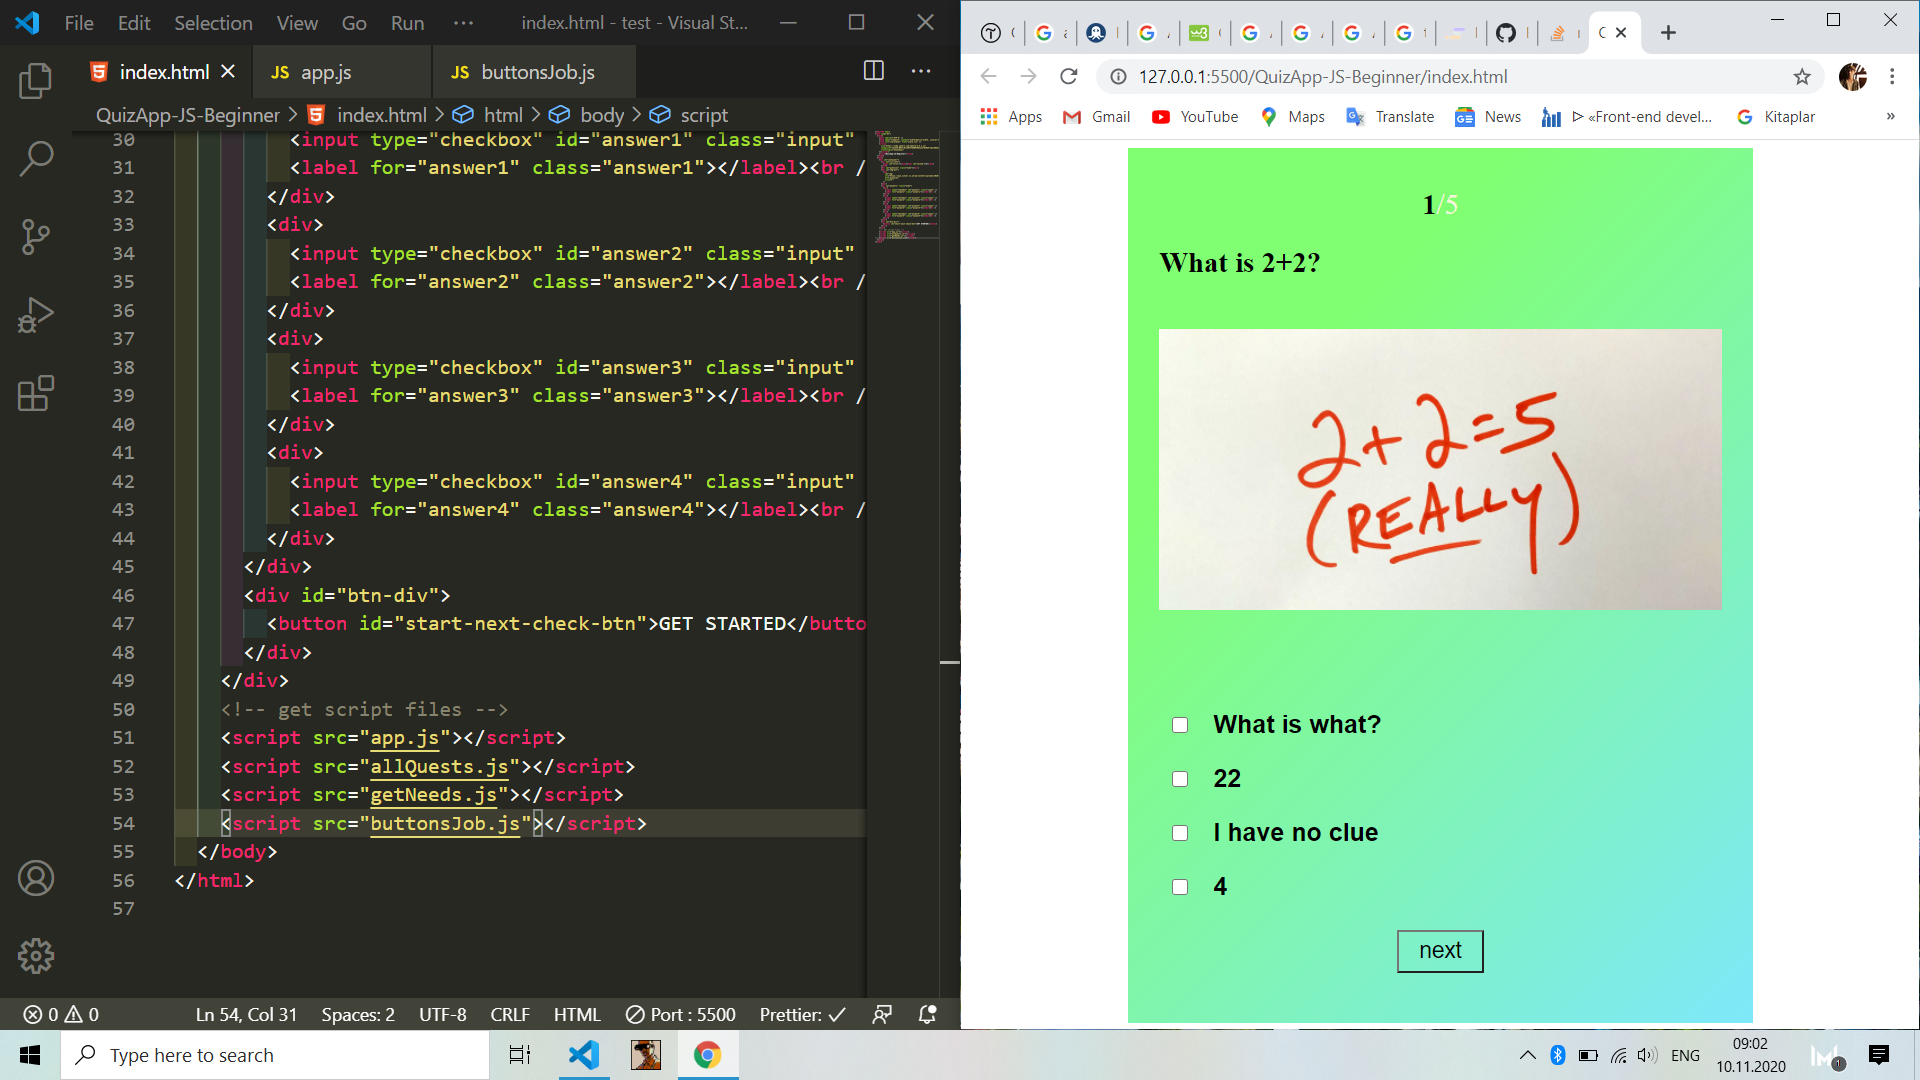 File Edit Selection View Go Run ··· index.html - test - Visual St...
index.html
JS app.js
JS buttonsJob.js
QuizApp-JS-Beginner > index.html > html > body > script
30 <input type="checkbox" id="answer1" class="input"
31 <label for="answer1" class="answer1"></label><br /
32 </div>
33 <div>
34 <input type="checkbox" id="answer2" class="input"
35 <label for="answer2" class="answer2"></label><br /
36 </div>
37 <div>
38 <input type="checkbox" id="answer3" class="input"
39 <label for="answer3" class="answer3"></label><br /
40 </div>
41 <div>
42 <input type="checkbox" id="answer4" class="input"
43 <label for="answer4" class="answer4"></label><br /
44 </div>
45 </div>
46 <div id="btn-div">
47 <button id="start-next-check-btn">GET STARTED</butto
48 </div>
49 </div>
50 <!-- get script files -->
51 <script src="app.js"></script>
52 <script src="allQuests.js"></script>
53 <script src="getNeeds.js"></script>
54 <script src="buttonsJob.js"></script>
55 </body>
56 </html>
57
0 0 Ln 54, Col 31 Spaces: 2 UTF-8 CRLF HTML Port : 5500 Prettier: ✓
127.0.0.1:5500/QuizApp-JS-Beginner/index.html
Apps Gmail YouTube Maps Translate News ▷ «Front-end devel... Kitaplar »
1/5
What is 2+2?
2+2=5
(REALLY)
What is what?
22
I have no clue
4
next
Type here to search
ENG
09:02
10.11.2020
1